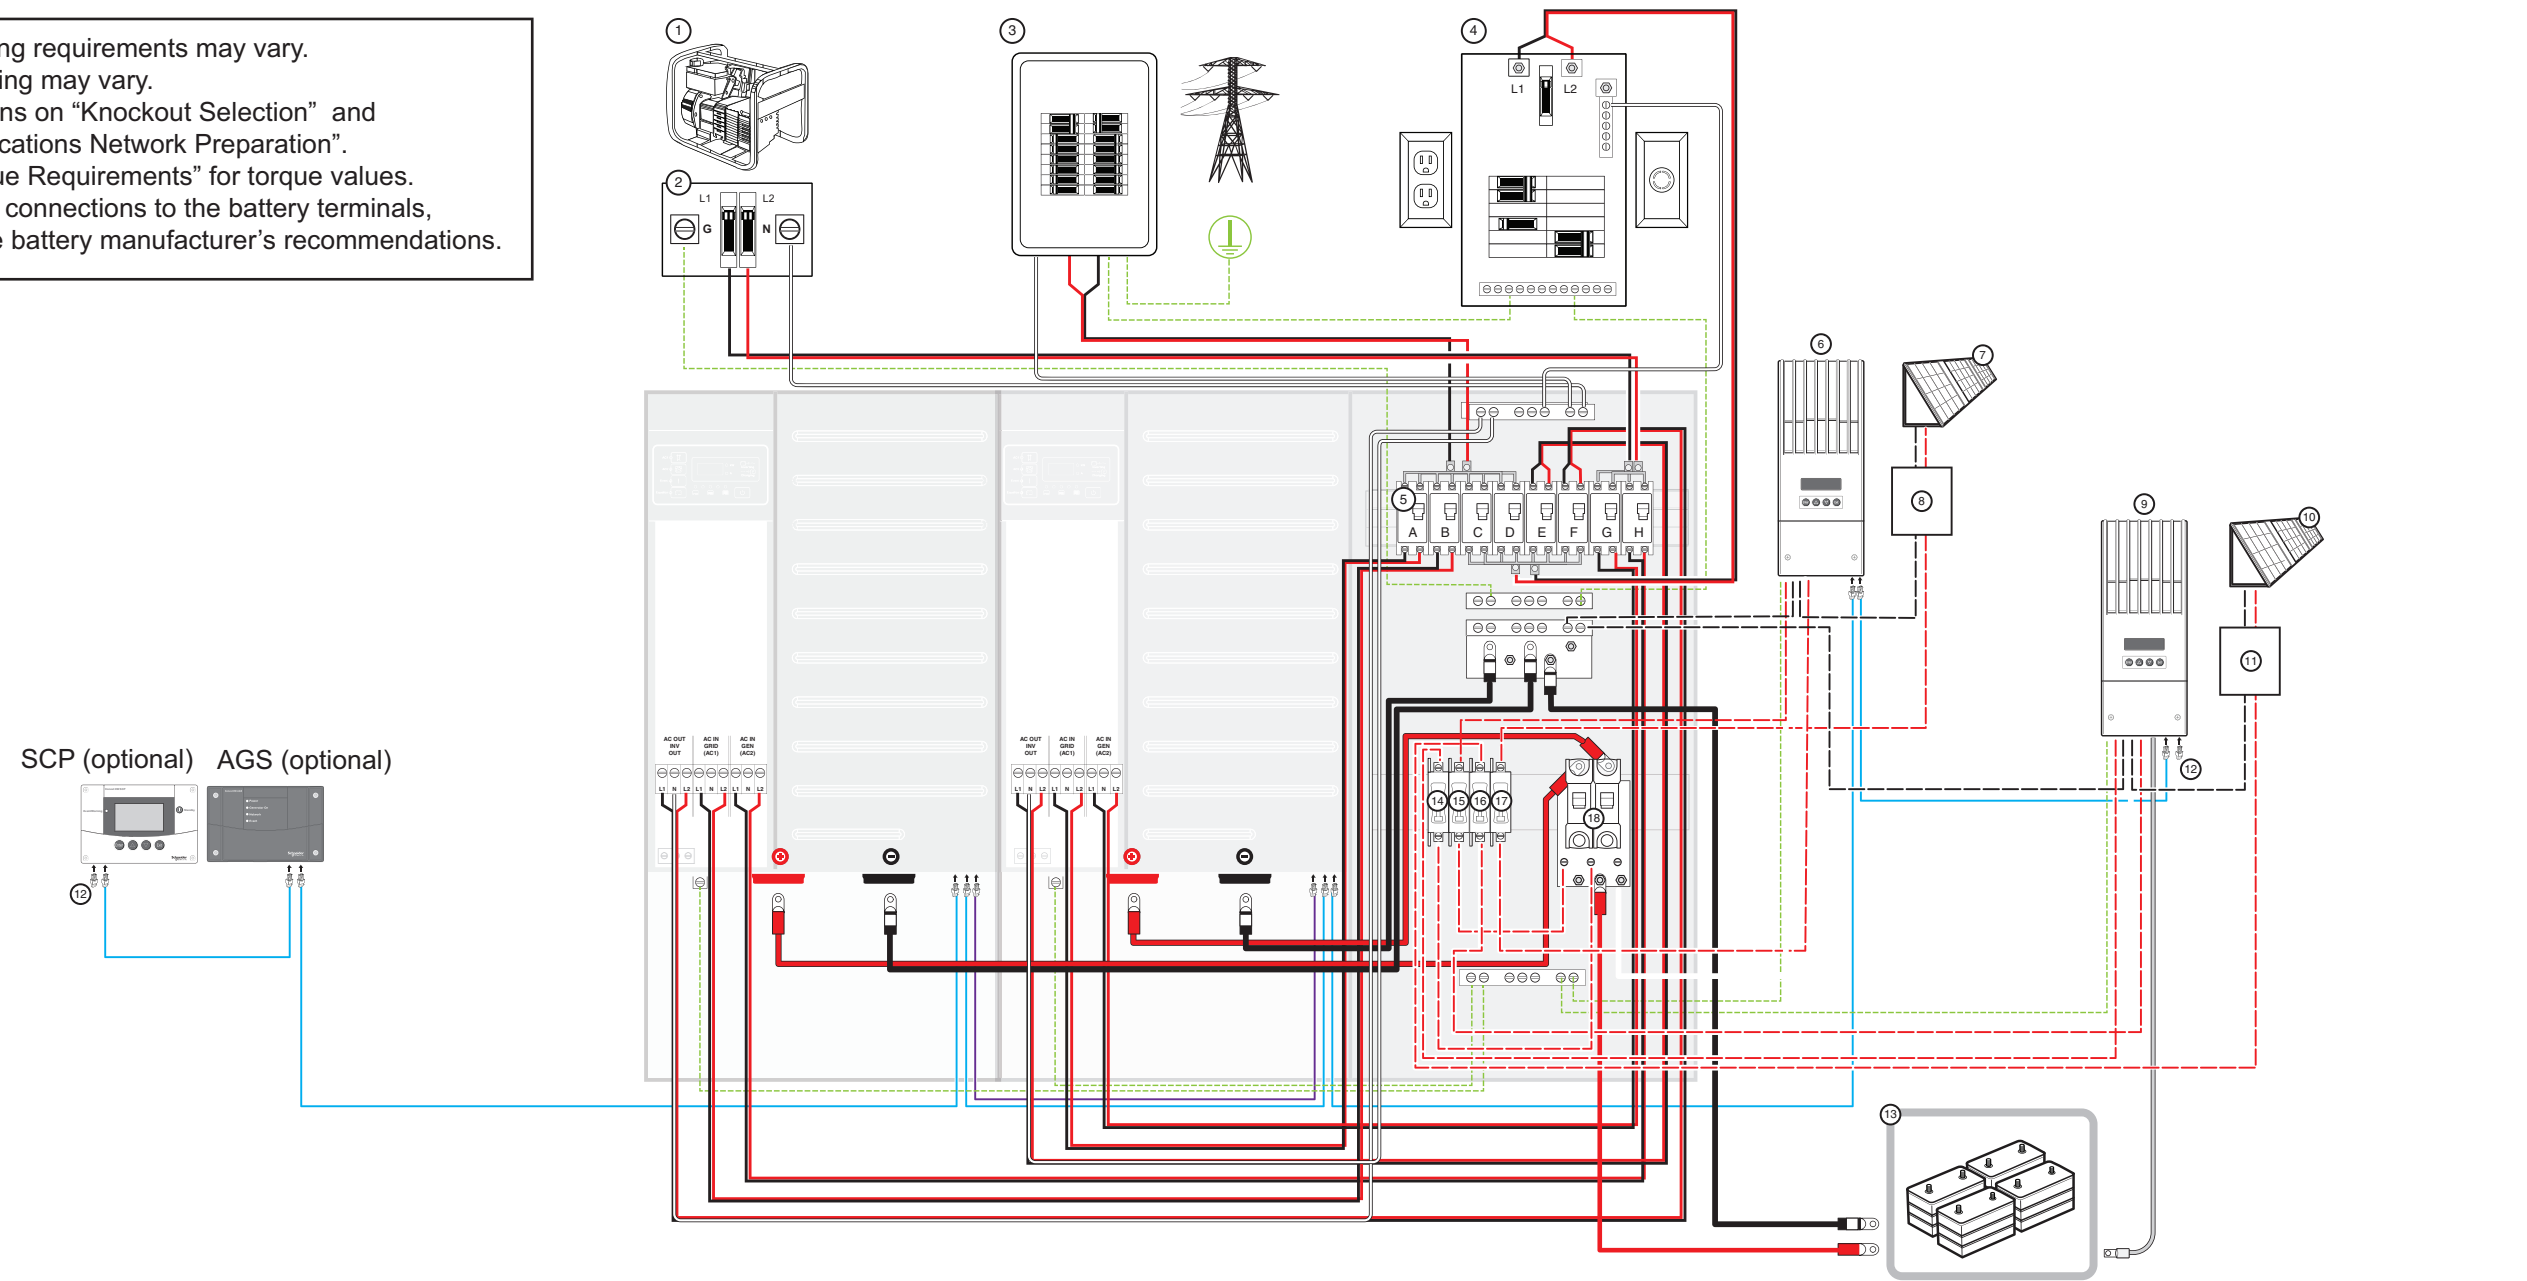 ng requirements may vary.
ing may vary.
ns on “Knockout Selection” and
cations Network Preparation”.
ue Requirements” for torque values.
connections to the battery terminals,
e battery manufacturer’s recommendations.
1
2
L1
L2
G
N
3
4
L1
L2
5
A B C D E F G H
6
7
8
9
10
11
12
AC OUT INV OUT
AC IN GRID (AC1)
AC IN GEN (AC2)
L1 N L2 L1 N L2 L1 N L2
AC OUT INV OUT
AC IN GRID (AC1)
AC IN GEN (AC2)
L1 N L2 L1 N L2 L1 N L2
14 15 16 17
18
SCP (optional)
AGS (optional)
12
13